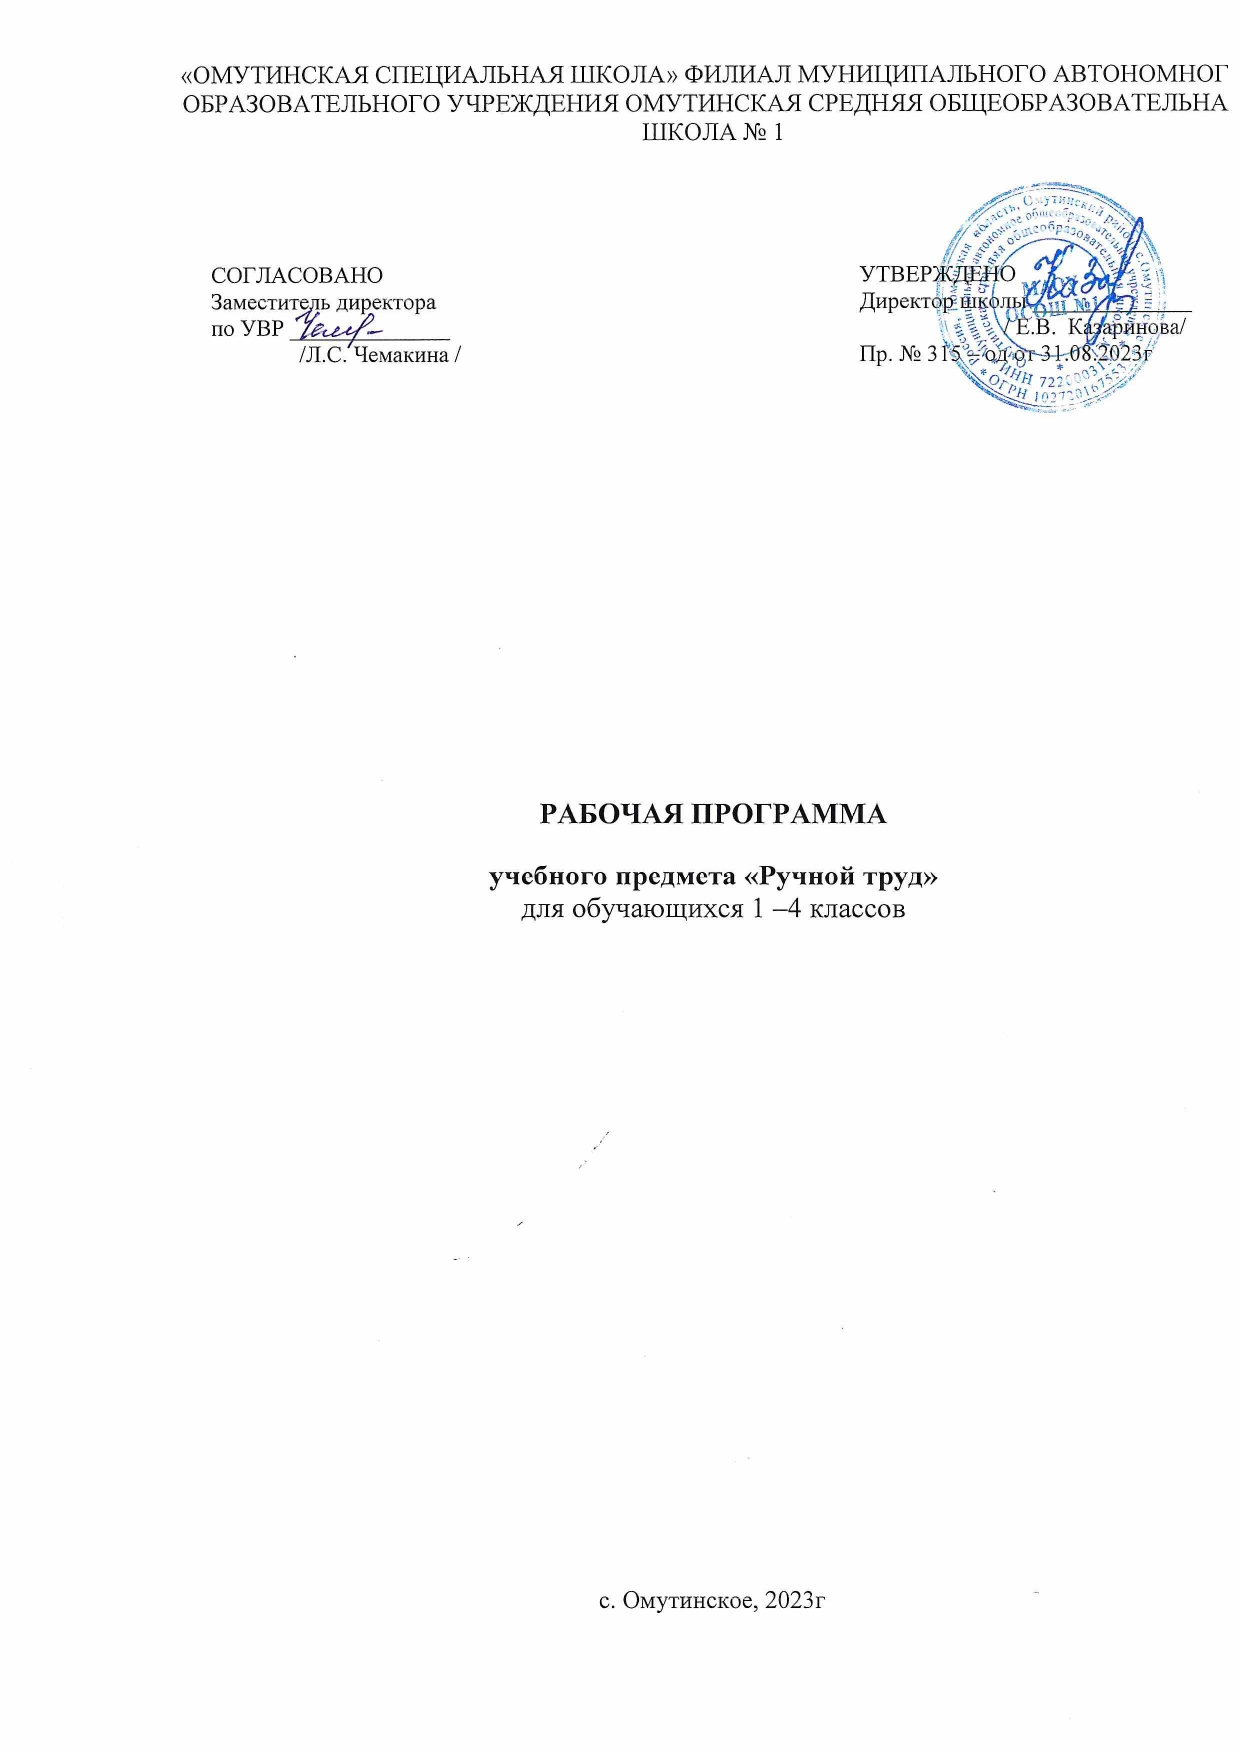 «ОМУТИНСКАЯ СПЕЦИАЛЬНАЯ ШКОЛА» ФИЛИАЛ МУНИЦИПАЛЬНОГО АВТОНОМНОГ
ОБРАЗОВАТЕЛЬНОГО УЧРЕЖДЕНИЯ ОМУТИНСКАЯ СРЕДНЯЯ ОБЩЕОБРАЗОВАТЕЛЬНА
ШКОЛА № 1
СОГЛАСОВАНО
Заместитель директора
по УВР
/Л.С. Чемакина /
УТВЕРЖДЕНО
Директор школы
/ Е.В. Казаринова/
Пр. № 315 – од от 31.08.2023г
ОСОШ №1
РАБОЧАЯ ПРОГРАММА
учебного предмета «Ручной труд»
для обучающихся 1 –4 классов
с. Омутинское, 2023г